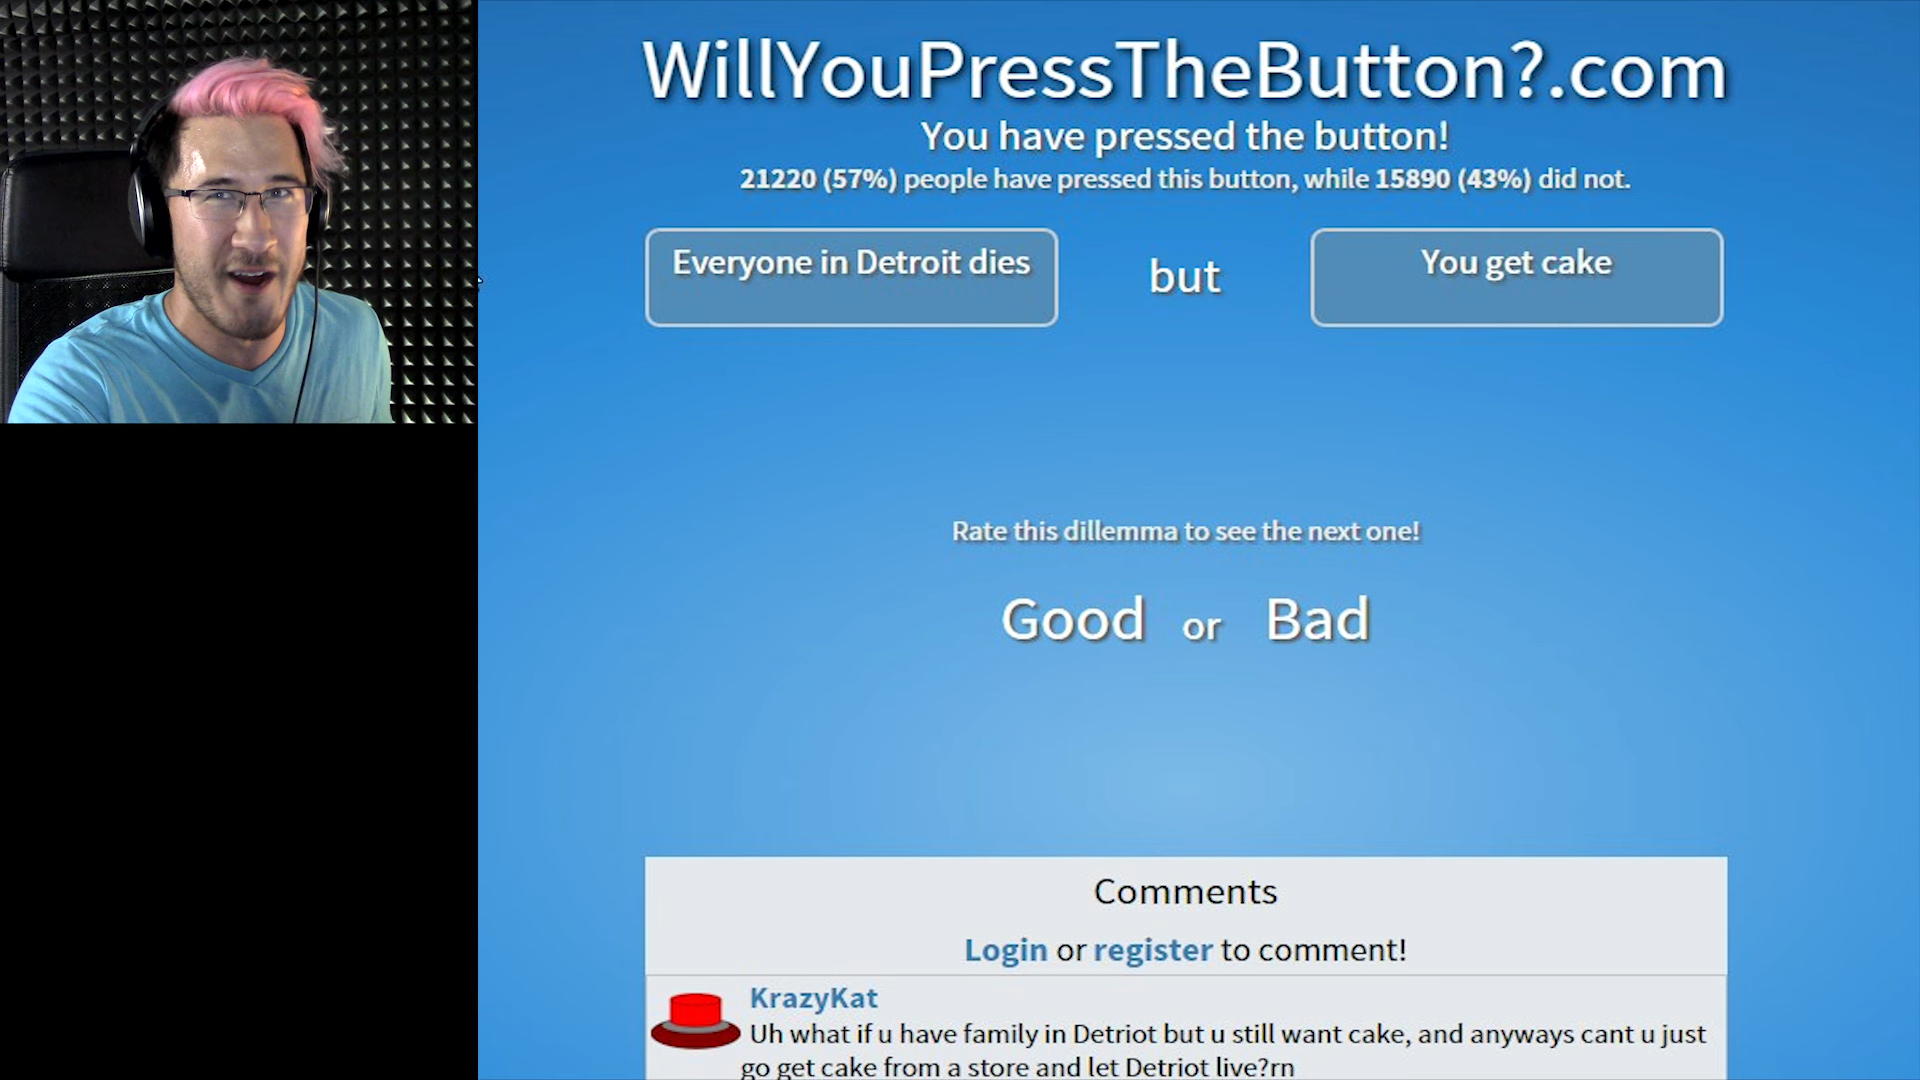 WillYouPressTheButton?.com
You have pressed the button!
21220 (57%) people have pressed this button, while 15890 (43%) did not.
Everyone in Detroit dies
but
You get cake
Rate this dillemma to see the next one!
Good or Bad
Comments
Login or register to comment!
KrazyKat
Uh what if u have family in Detriot but u still want cake, and anyways cant u just
go get cake from a store and let Detriot live?rn